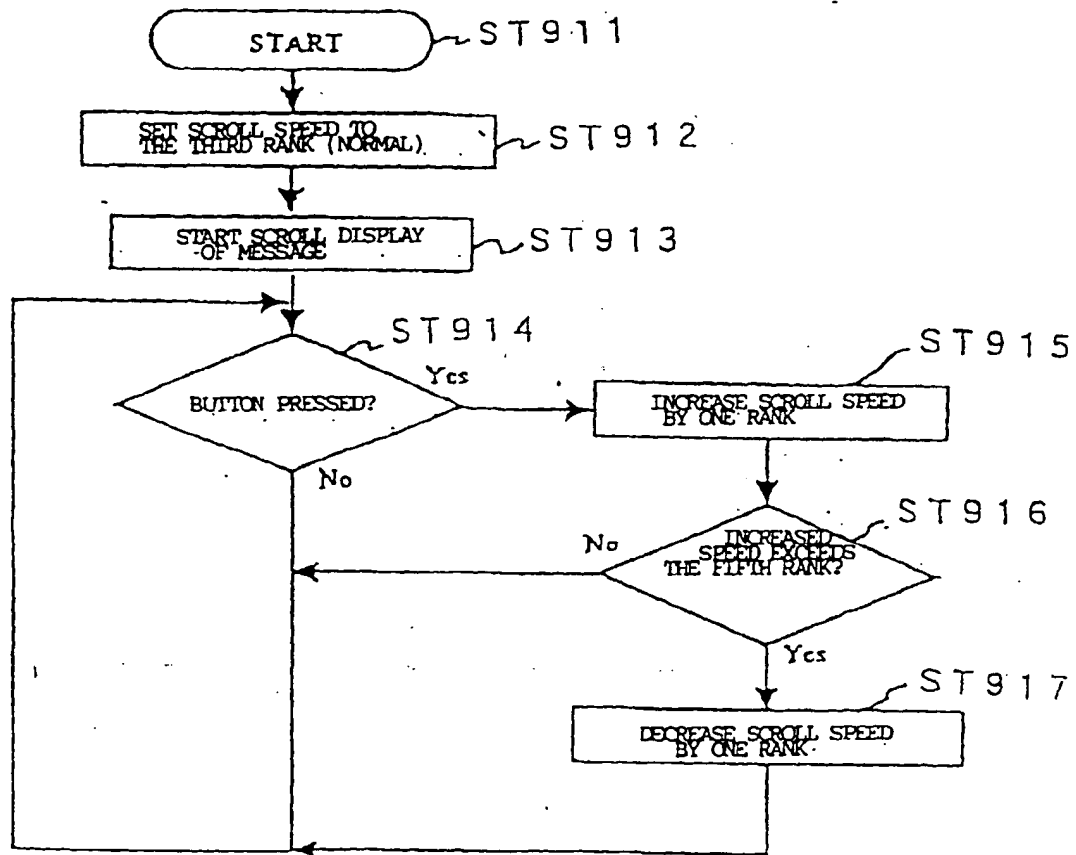 START
ST911
SET SCROLL SPEED TO
THE THIRD RANK (NORMAL)
ST912
START SCROLL DISPLAY
OF MESSAGE
ST913
ST914
BUTTON PRESSED?
Yes
No
ST915
INCREASE SCROLL SPEED
BY ONE RANK
ST916
INCREASED
SPEED EXCEEDS
THE FIFTH RANK?
No
Yes
ST917
DECREASE SCROLL SPEED
BY ONE RANK